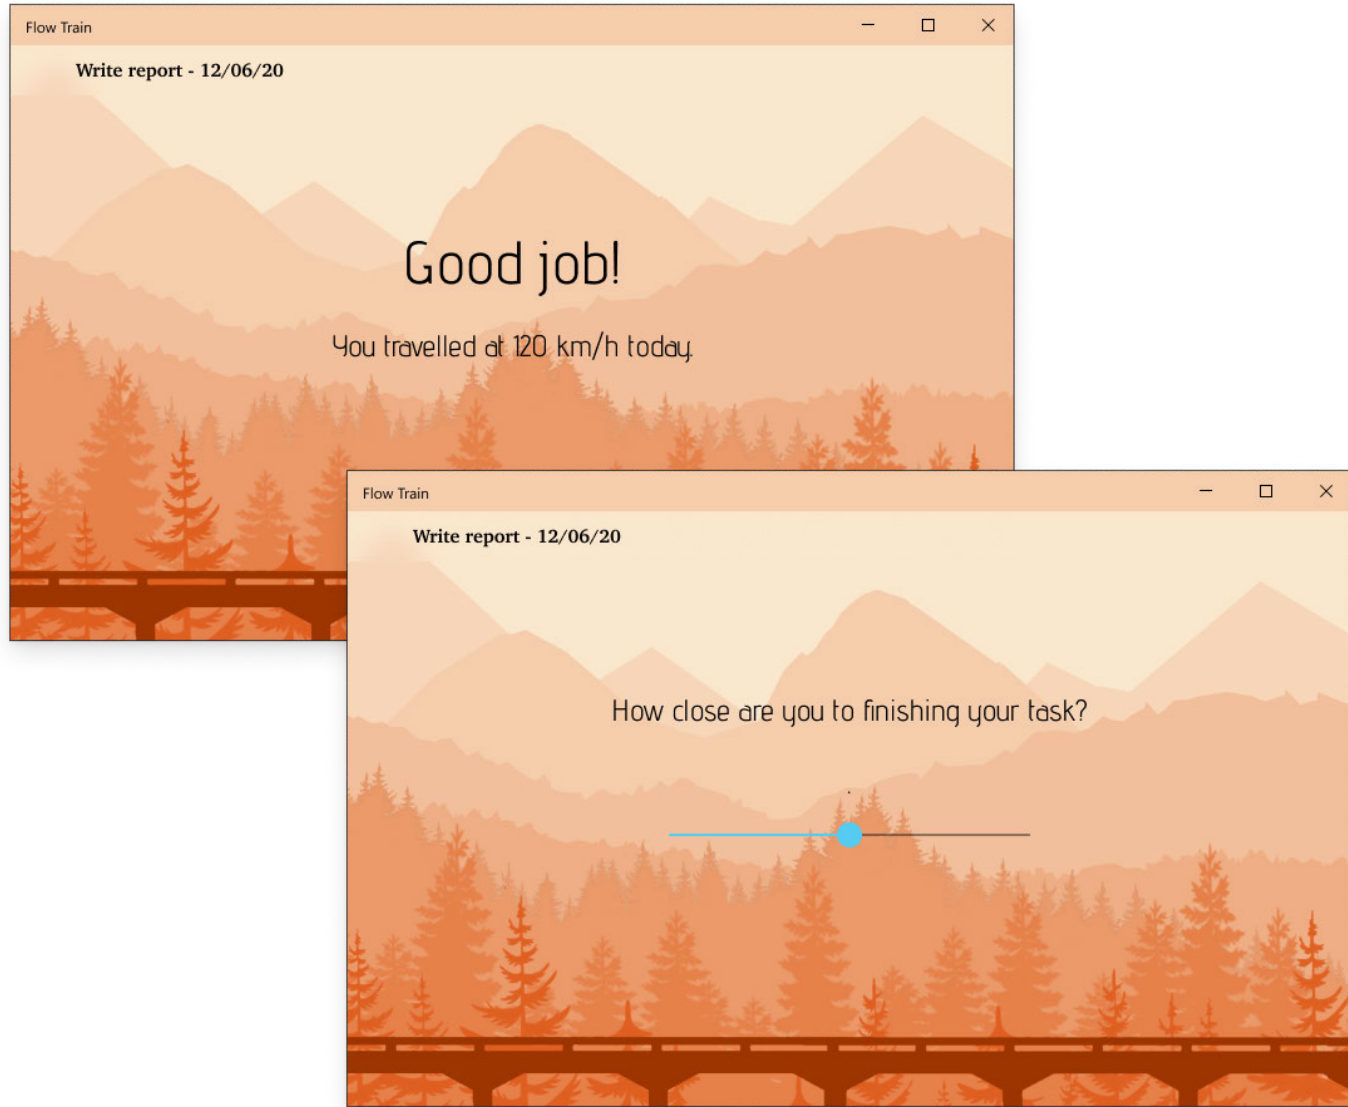 Flow Train
Write report - 12/06/20
Good job!
You travelled at 120 km/h today.
Flow Train
Write report - 12/06/20
How close are you to finishing your task?